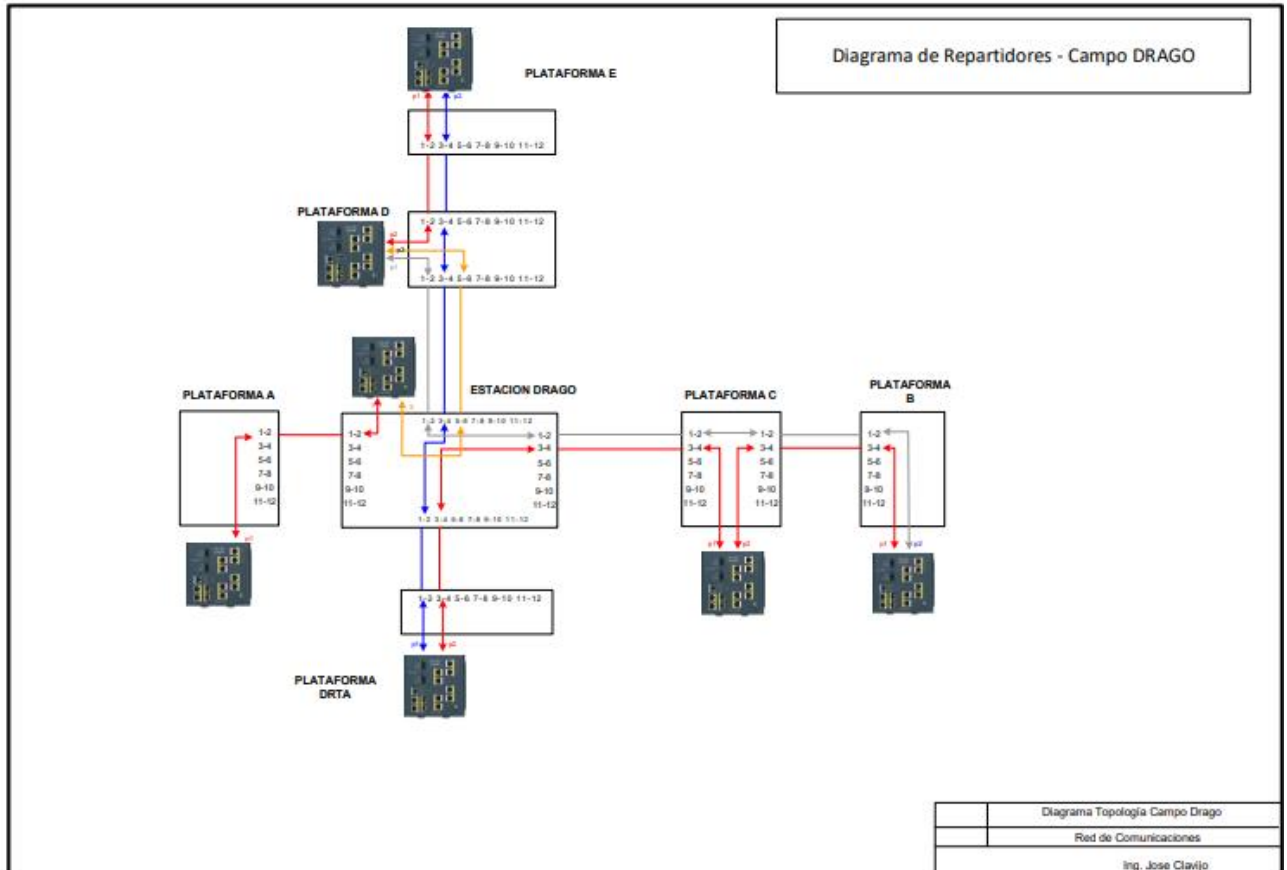 Diagrama de Repartidores - Campo DRAGO
PLATAFORMA E
p1 p2
1-2 3-4 5-6 7-8 9-10 11-12
PLATAFORMA D
1-2 3-4 5-6 7-8 9-10 11-12
1-2 3-4 5-6 7-8 9-10 11-12
ESTACION DRAGO
1-2 3-4 5-6 7-8 9-10 11-12
1-2
3-4
5-6
7-8
9-10
11-12
1-2
3-4
5-6
7-8
9-10
11-12
1-2 3-4 5-6 7-8 9-10 11-12
PLATAFORMA A
1-2
3-4
5-6
7-8
9-10
11-12
PLATAFORMA C
1-2
3-4
5-6
7-8
9-10
11-12
1-2
3-4
5-6
7-8
9-10
11-12
p1 p2
PLATAFORMA
B
1-2
3-4
5-6
7-8
9-10
11-12
p1 p2
1-2 3-4 5-6 7-8 9-10 11-12
PLATAFORMA
DRTA
Diagrama Topología Campo Drago
Red de Comunicaciones
Ing. Jose Clavijo